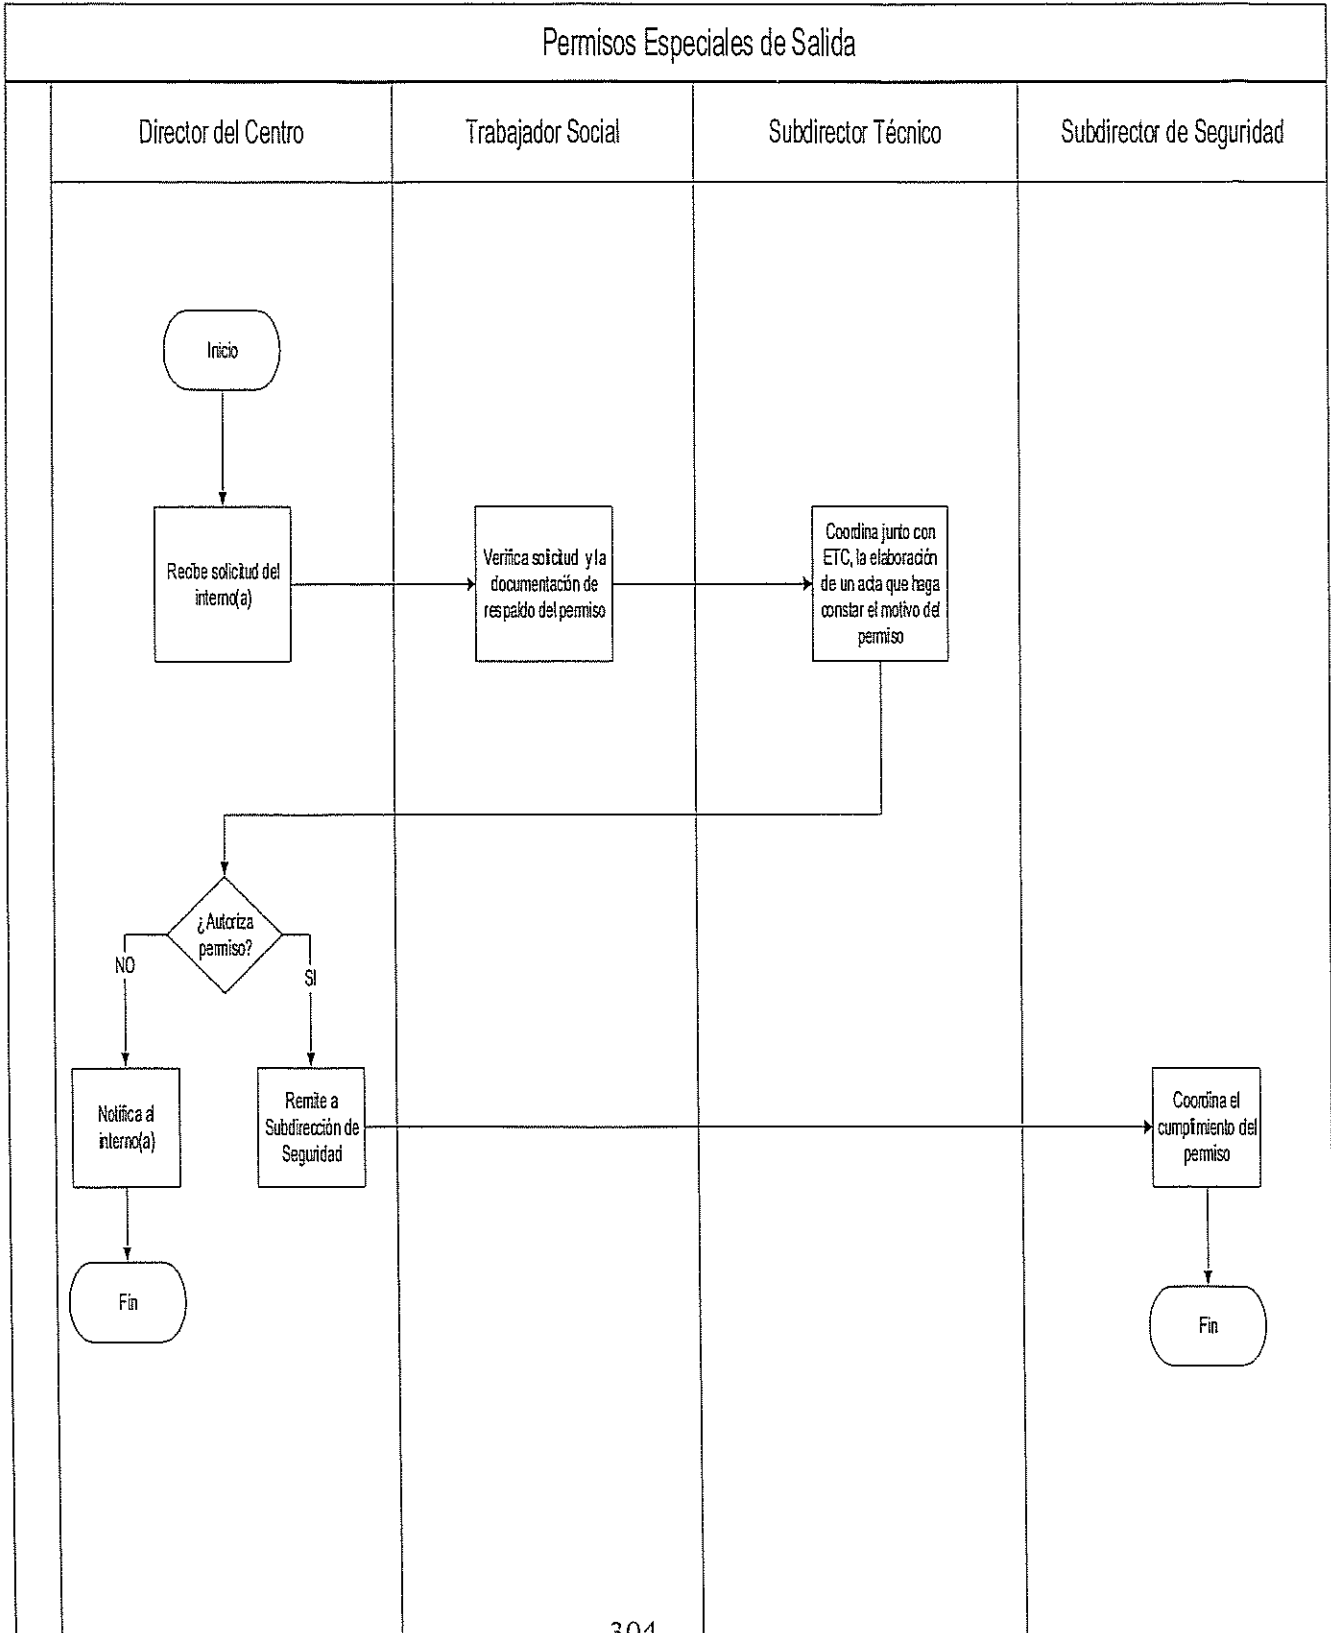 Permisos Especiales de Salida
Director del Centro
Trabajador Social
Subdirector Técnico
Subdirector de Seguridad
Inicio
Recibe solicitud del
interno(a)
Verifica solicitud y la
documentación de
respaldo del permiso
Coordina junto con
ETC, la elaboración
de un acta que haga
constar el motivo del
permiso
¿Autoriza
permiso?
NO
SI
Notifica al
interno(a)
Remite a
Subdirección de
Seguridad
Coordina el
cumplimiento del
permiso
Fin
Fin
304